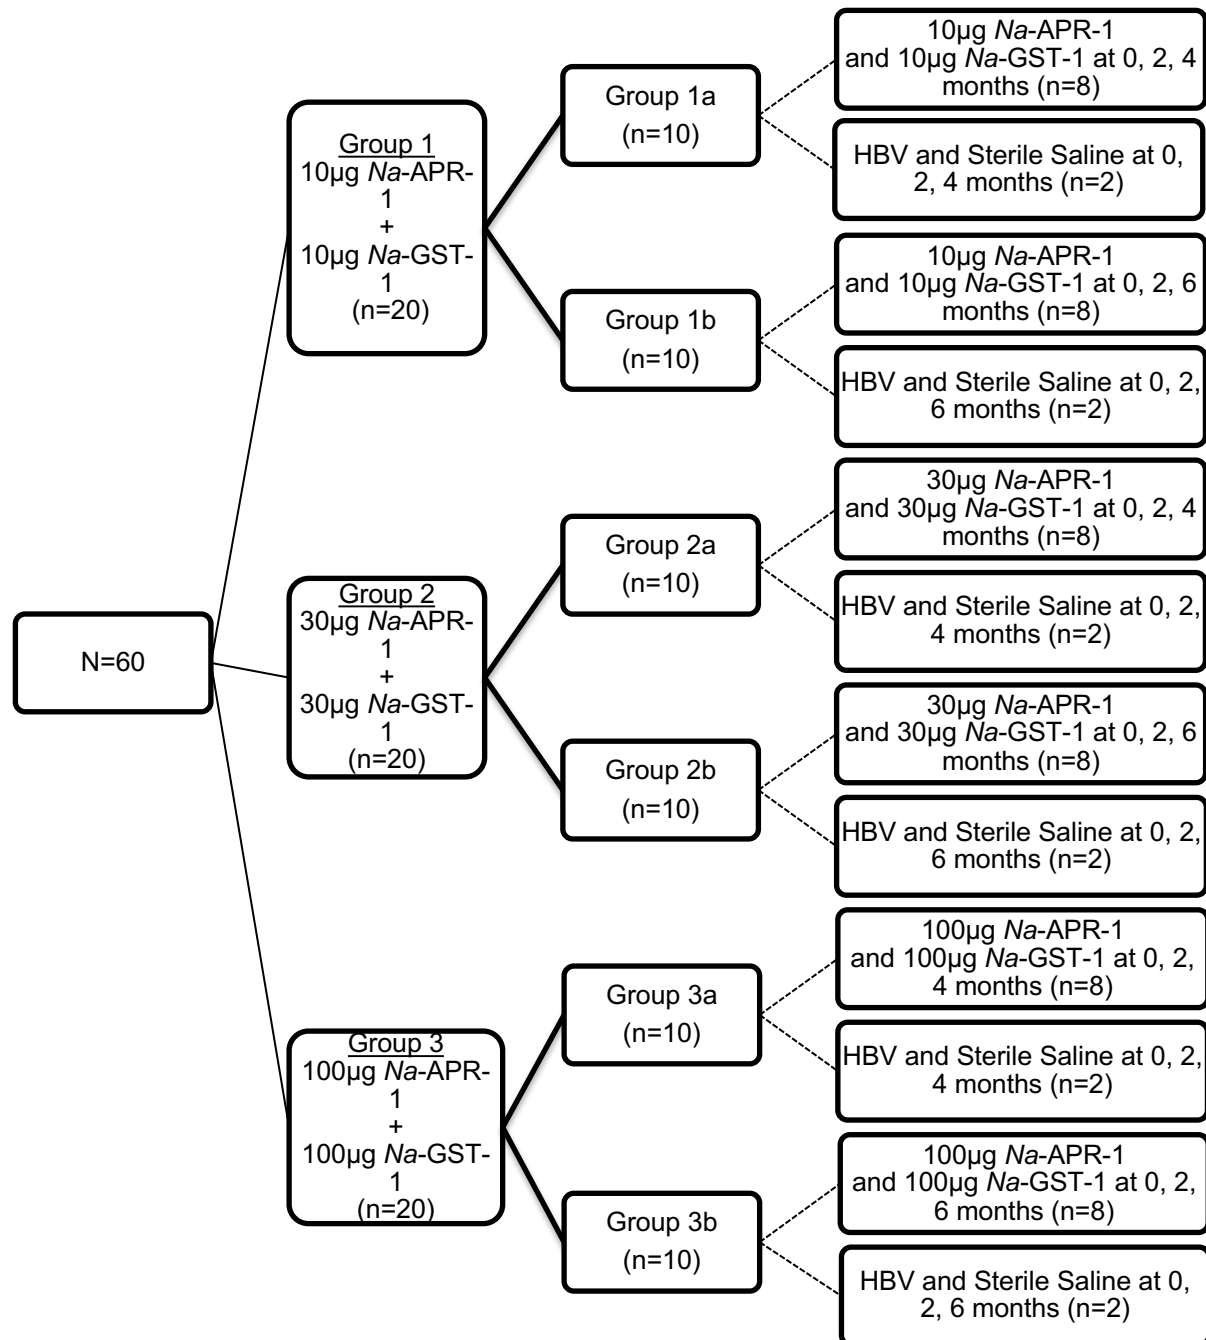 N=60
Group 1
10µg Na-APR-
1
+
10µg Na-GST-
1
(n=20)
Group 1a
(n=10)
10µg Na-APR-1
and 10µg Na-GST-1 at 0, 2, 4
months (n=8)
HBV and Sterile Saline at 0,
2, 4 months (n=2)
Group 1b
(n=10)
10µg Na-APR-1
and 10µg Na-GST-1 at 0, 2, 6
months (n=8)
HBV and Sterile Saline at 0, 2,
6 months (n=2)
Group 2
30µg Na-APR-
1
+
30µg Na-GST-
1
(n=20)
Group 2a
(n=10)
30µg Na-APR-1
and 30µg Na-GST-1 at 0, 2, 4
months (n=8)
HBV and Sterile Saline at 0, 2,
4 months (n=2)
Group 2b
(n=10)
30µg Na-APR-1
and 30µg Na-GST-1 at 0, 2, 6
months (n=8)
HBV and Sterile Saline at 0, 2,
6 months (n=2)
Group 3
100µg Na-APR-
1
+
100µg Na-GST-
1
(n=20)
Group 3a
(n=10)
100µg Na-APR-1
and 100µg Na-GST-1 at 0, 2,
4 months (n=8)
HBV and Sterile Saline at 0, 2,
4 months (n=2)
Group 3b
(n=10)
100µg Na-APR-1
and 100µg Na-GST-1 at 0, 2,
6 months (n=8)
HBV and Sterile Saline at 0,
2, 6 months (n=2)